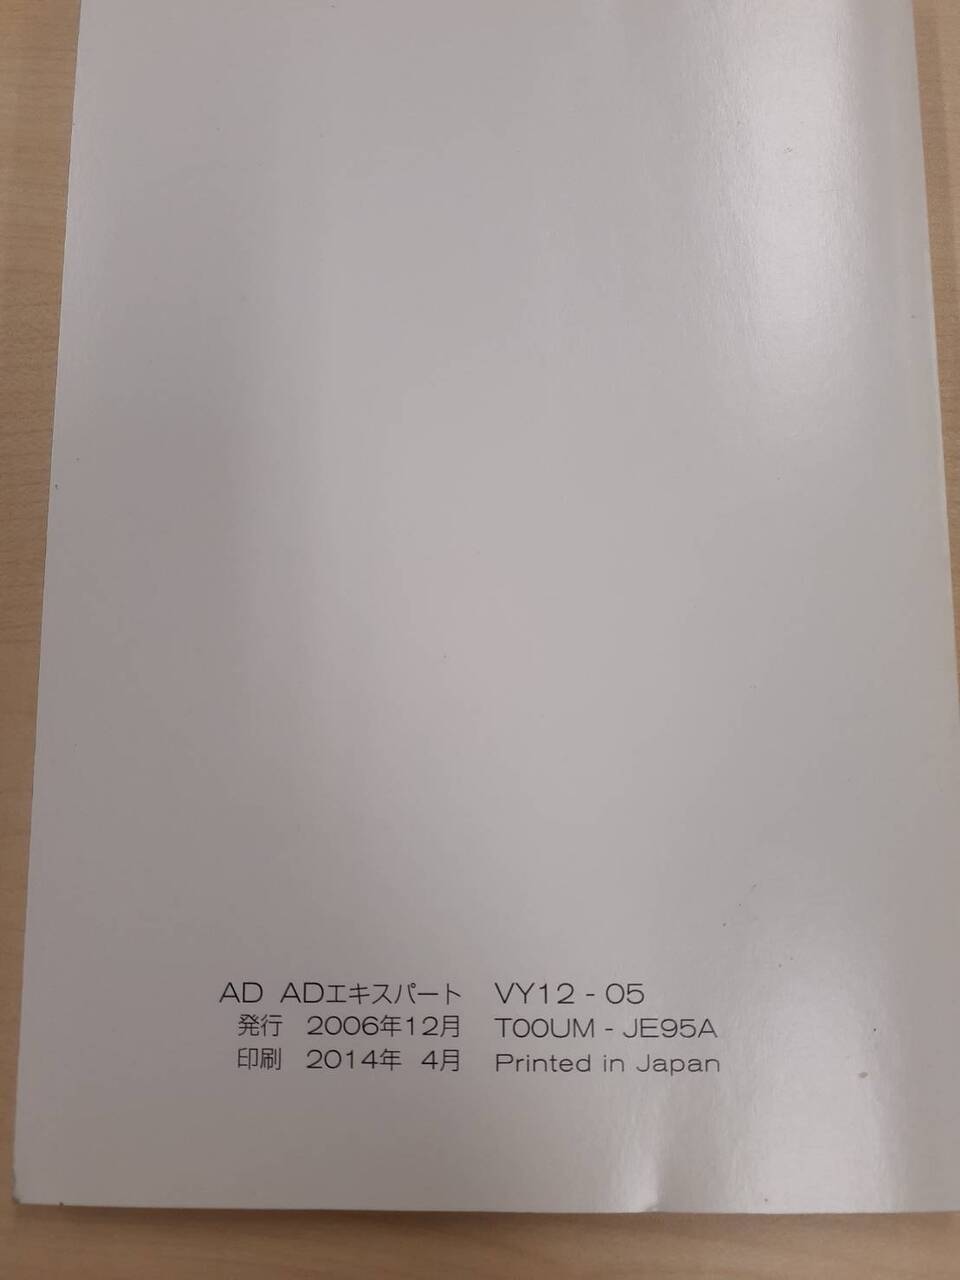 AD ADエキスパート VY12 - 05
発行 2006年12月 T00UM - JE95A
印刷 2014年 4月 Printed in Japan